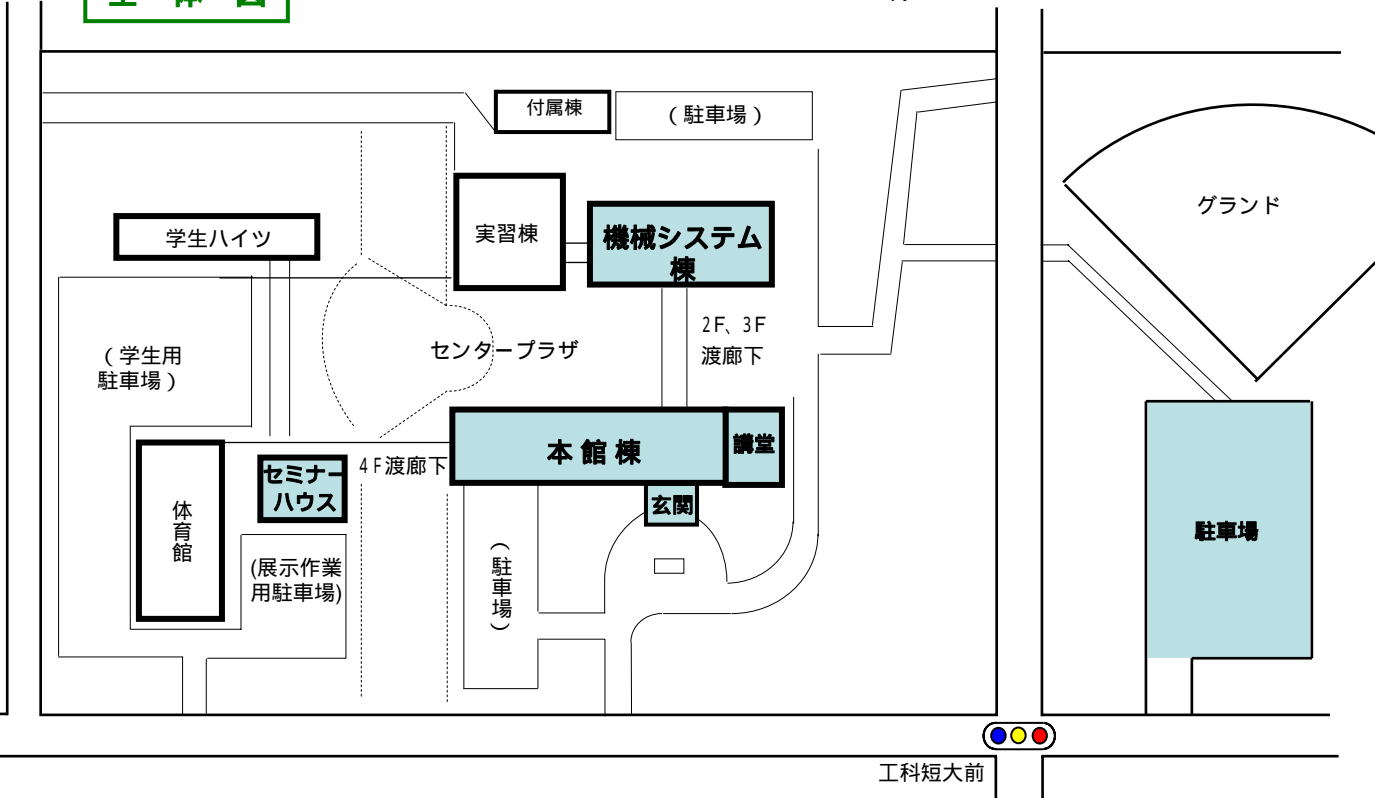 付属棟
(駐車場)
グランド
学生ハイツ
実習棟
機械システム
棟
2F、3F
渡廊下
(学生用
駐車場)
センタープラザ
本館棟
講堂
4F渡廊下
セミナー
ハウス
玄関
体育館
(展示作業
用駐車場)
(駐車場)
駐車場
工科短大前